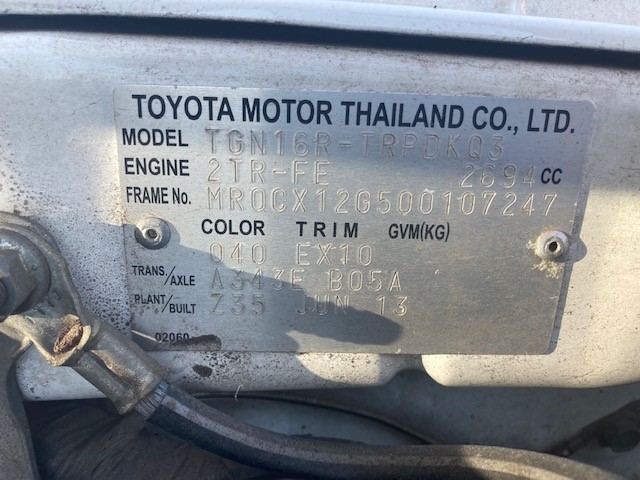 TOYOTA MOTOR THAILAND CO., LTD.
MODEL TGN16R-TRPDKQ3
ENGINE 2TR-FE 2694 CC
FRAME No. MR0CX12G500107247
COLOR TRIM GVM(KG)
040 EX10
TRANS./AXLE A343E B05A
PLANT/BUILT Z35 JUN 13
02060